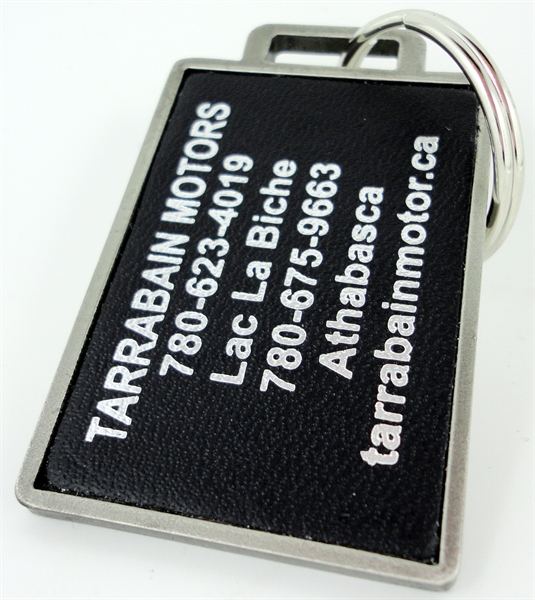 TARRABAIN MOTORS
780-623-4019
Lac La Biche
780-675-9663
Athabasca
tarrabainmotor.ca